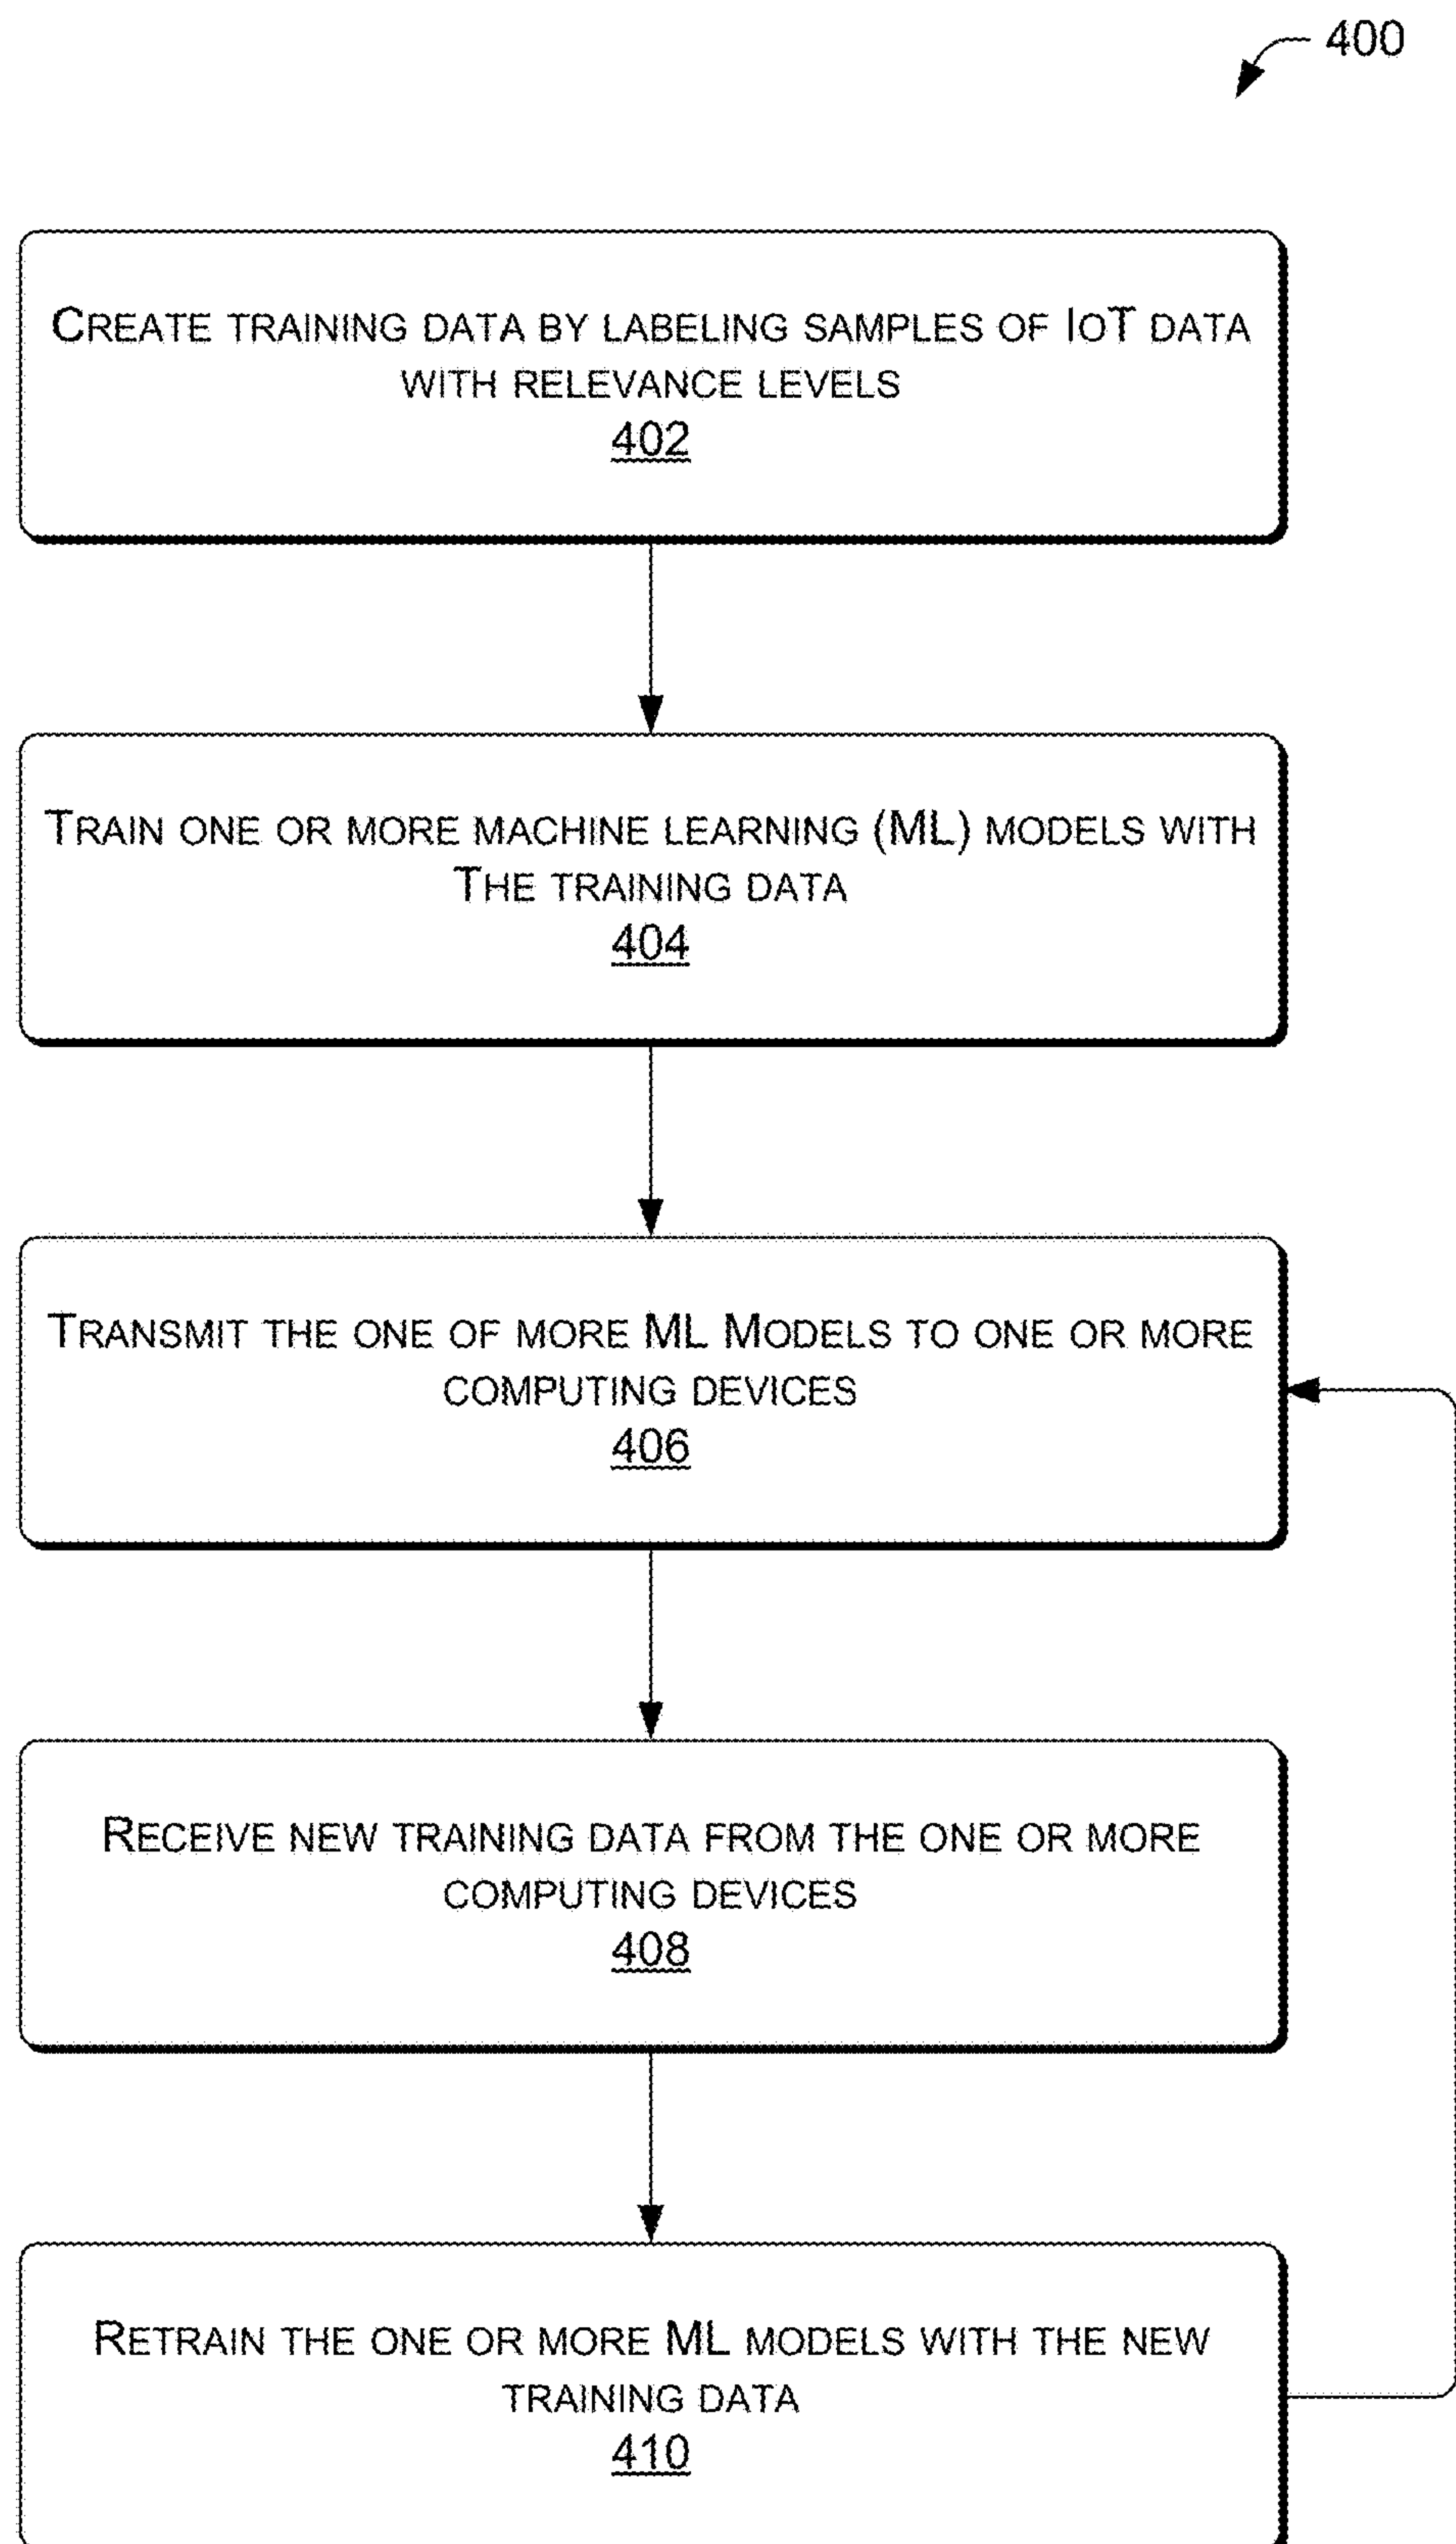 400
CREATE TRAINING DATA BY LABELING SAMPLES OF IOT DATA
WITH RELEVANCE LEVELS
402
TRAIN ONE OR MORE MACHINE LEARNING (ML) MODELS WITH
THE TRAINING DATA
404
TRANSMIT THE ONE OF MORE ML MODELS TO ONE OR MORE
COMPUTING DEVICES
406
RECEIVE NEW TRAINING DATA FROM THE ONE OR MORE
COMPUTING DEVICES
408
RETRAIN THE ONE OR MORE ML MODELS WITH THE NEW
TRAINING DATA
410